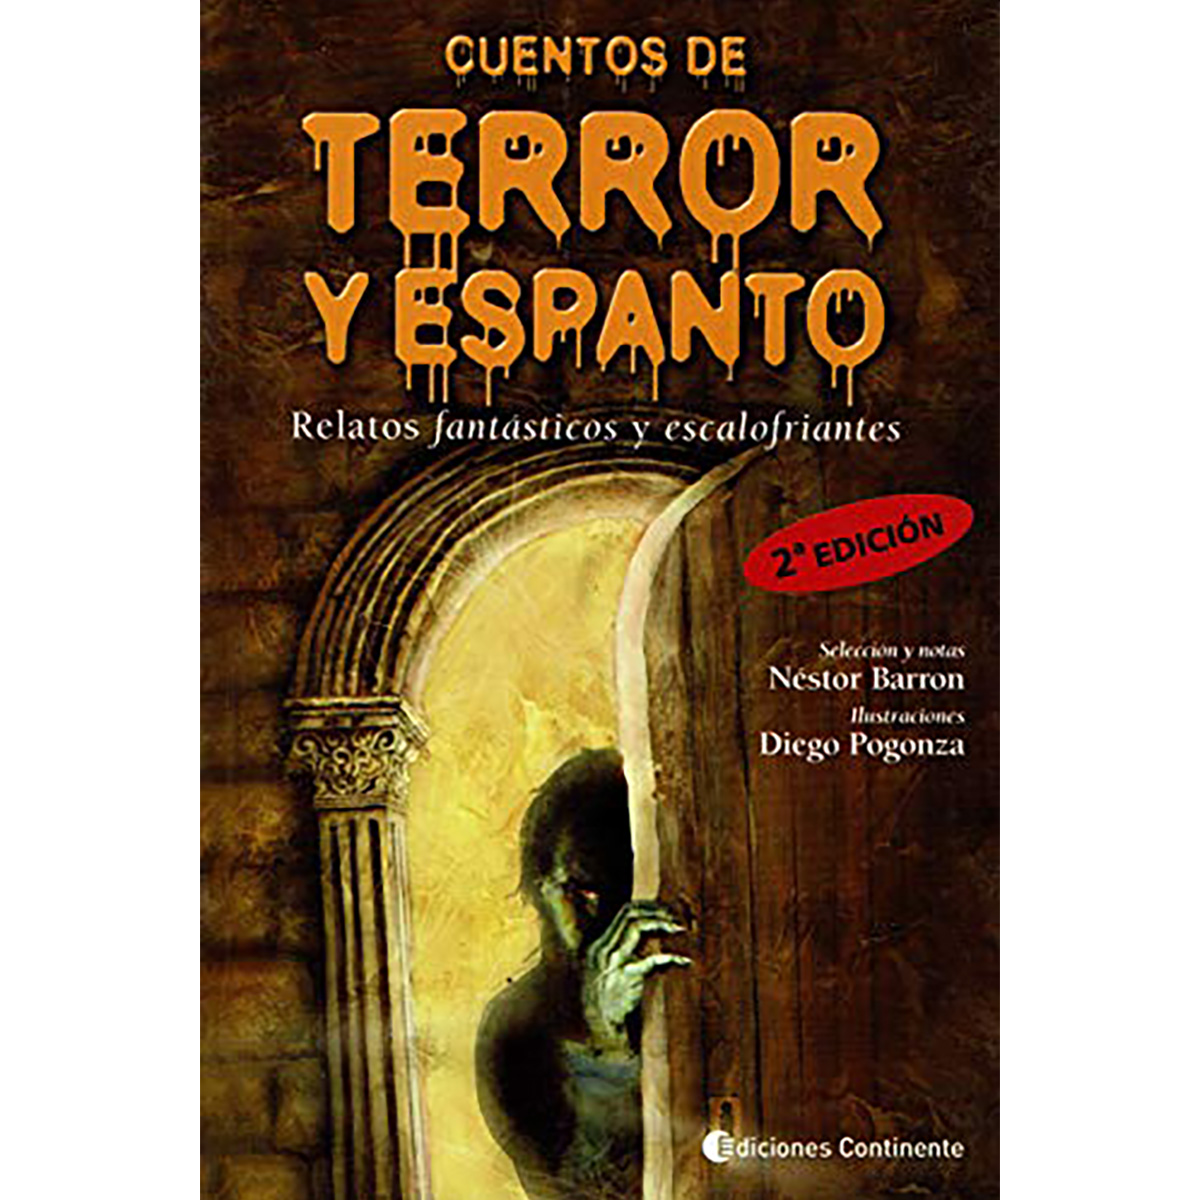 CUENTOS DE
TERROR
Y ESPANTO
Relatos fantásticos y escalofriantes
2ª EDICIÓN
Selección y notas
Néstor Barron
Ilustraciones
Diego Pogonza
Ediciones Continente